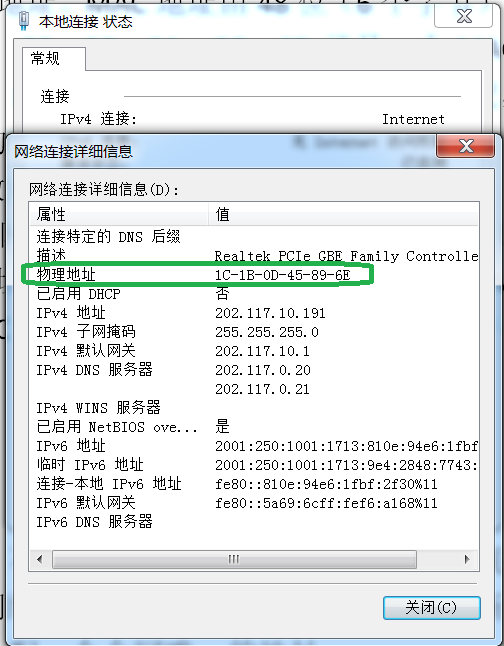 本地连接 状态
常规
连接
IPv4 连接: Internet
网络连接详细信息
网络连接详细信息(D):
属性 值
连接特定的 DNS 后缀
描述 Realtek PCIe GBE Family Controlle
物理地址 1C-1B-0D-45-89-6E
已启用 DHCP 否
IPv4 地址 202.117.10.191
IPv4 子网掩码 255.255.255.0
IPv4 默认网关 202.117.10.1
IPv4 DNS 服务器 202.117.0.20
202.117.0.21
IPv4 WINS 服务器
已启用 NetBIOS ove... 是
IPv6 地址 2001:250:1001:1713:810e:94e6:1fbf
临时 IPv6 地址 2001:250:1001:1713:9e4:2848:7743:
连接-本地 IPv6 地址 fe80::810e:94e6:1fbf:2f30%11
IPv6 默认网关 fe80::5a69:6cff:fef6:a168%11
IPv6 DNS 服务器
关闭(C)